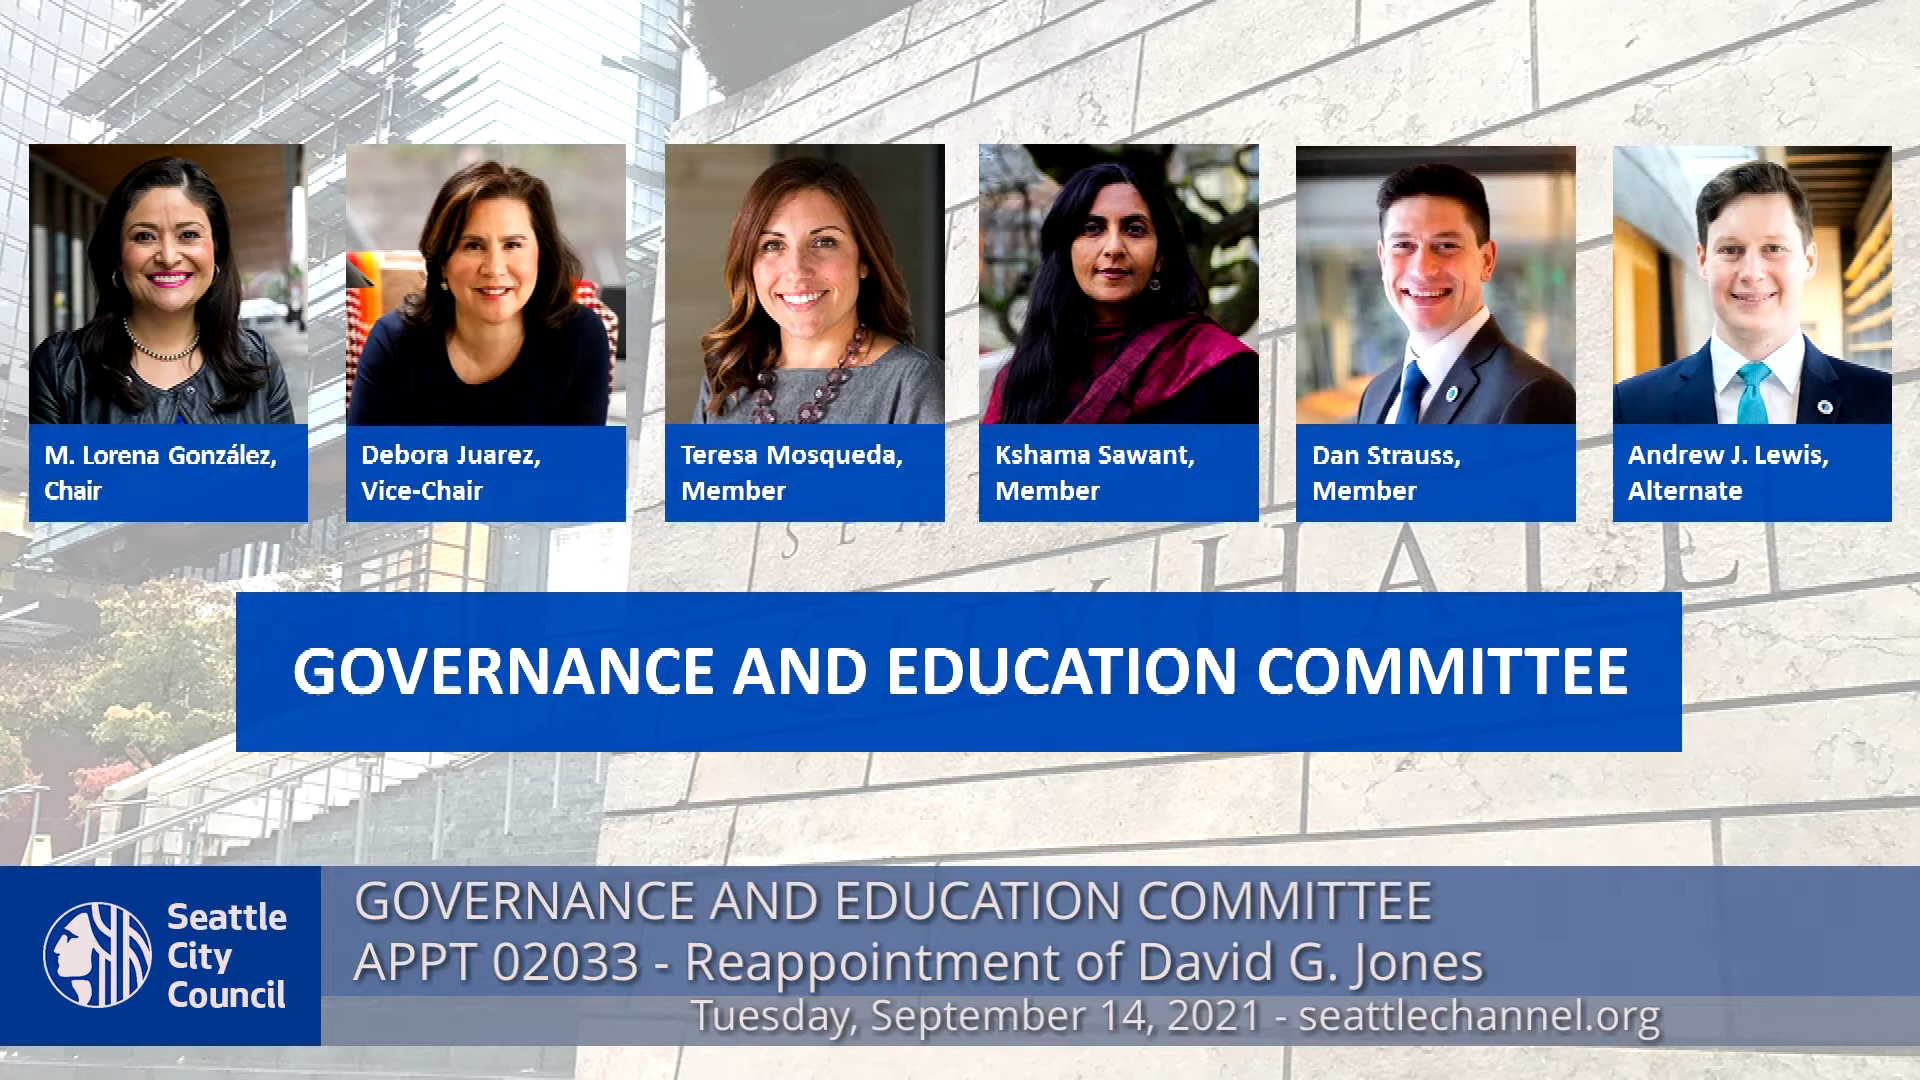 M. Lorena González,
Chair
Debora Juarez,
Vice-Chair
Teresa Mosqueda,
Member
Kshama Sawant,
Member
Dan Strauss,
Member
Andrew J. Lewis,
Alternate
HALL
GOVERNANCE AND EDUCATION COMMITTEE
Seattle
City
Council
GOVERNANCE AND EDUCATION COMMITTEE
APPT 02033 - Reappointment of David G. Jones
Tuesday, September 14, 2021 - seattlechannel.org